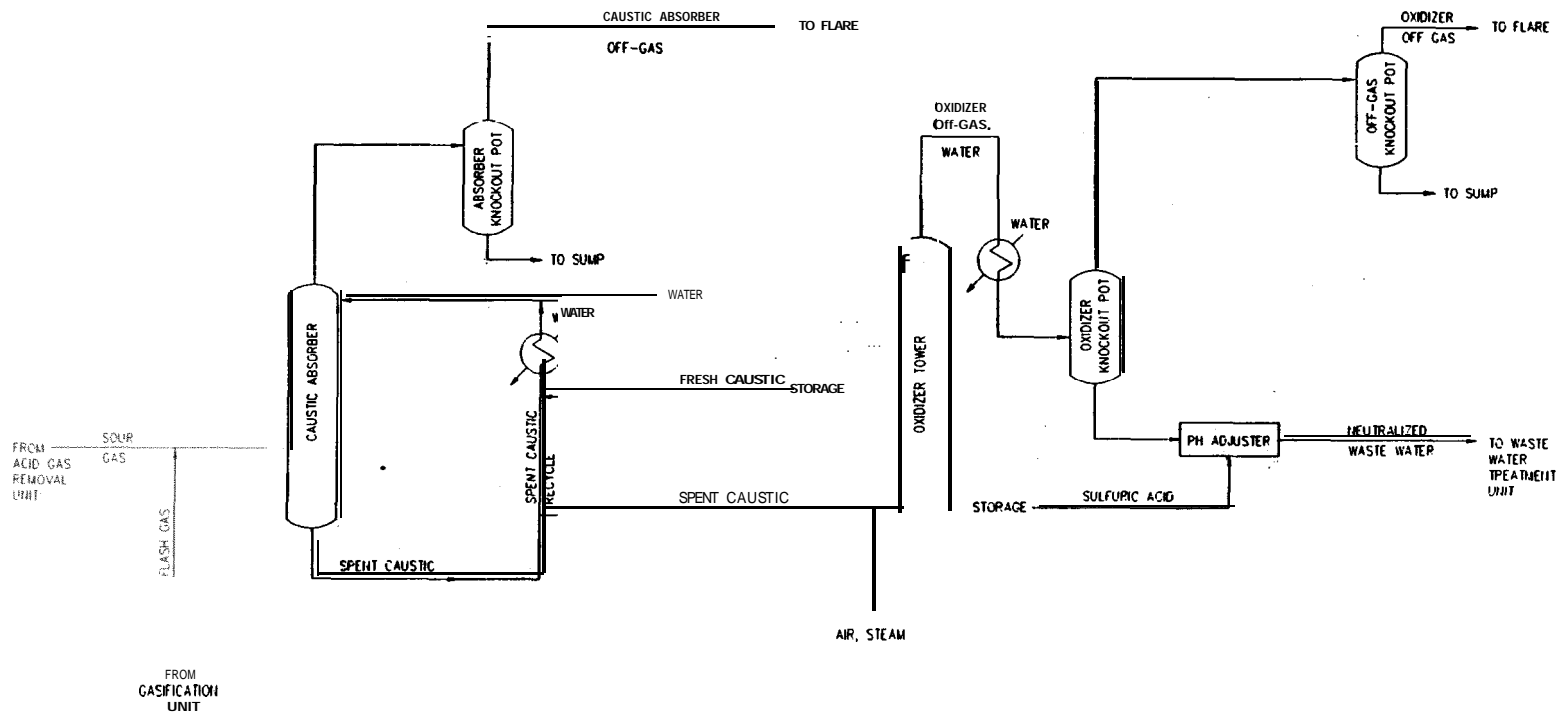 CAUSTIC ABSORBER
TO FLARE
OFF-GAS
OXIDIZER
OFF GAS
TO FLARE
OFF-GAS
KNOCKOUT POT
TO SUMP
ABSORBER
KNOCKOUT POT
TO SUMP
OXIDIZER
Off-GAS.
WATER
WATER
OXIDIZER
KNOCKOUT POT
WATER
WATER
CAUSTIC ABSORBER
FRESH CAUSTIC
STORAGE
OXIDIZER TOWER
SPENT CAUSTIC
RECYCLE
SOUR
GAS
FROM
ACID GAS
REMOVAL
UNIT
FLASH GAS
PH ADJUSTER
NEUTRALIZED
WASTE WATER
TO WASTE
WATER
TPEATMENT
UNIT
SPENT CAUSTIC
STORAGE
SULFURIC ACID
SPENT CAUSTIC
AIR, STEAM
FROM
GASIFICATION
UNIT